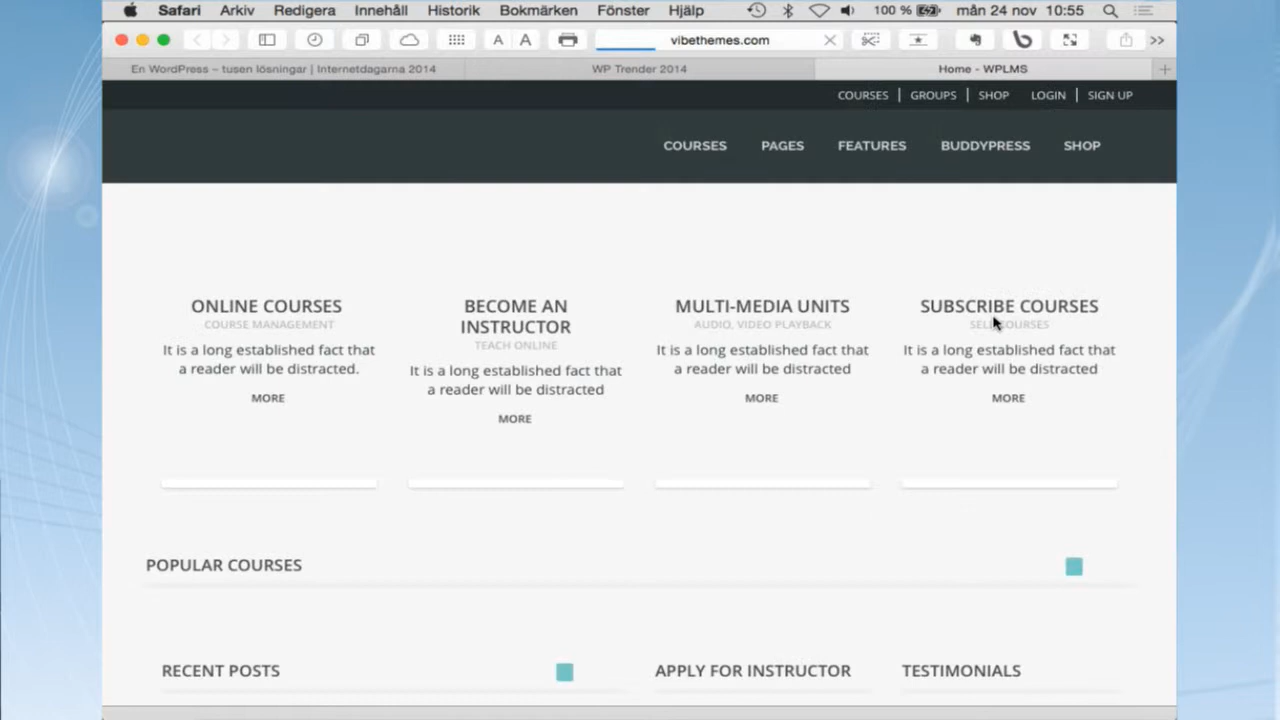 Safari Arkiv Redigera Innehåll Historik Bokmärken Fönster Hjälp 100 % mån 24 nov 10:55
A A vibethemes.com
En WordPress – tusen lösningar | Internetdagarna 2014 WP Trender 2014 Home - WPLMS
COURSES GROUPS SHOP LOGIN SIGN UP
COURSES PAGES FEATURES BUDDYPRESS SHOP
ONLINE COURSES
COURSE MANAGEMENT
It is a long established fact that
a reader will be distracted.
MORE
BECOME AN
INSTRUCTOR
TEACH ONLINE
It is a long established fact that
a reader will be distracted
MORE
MULTI-MEDIA UNITS
AUDIO, VIDEO PLAYBACK
It is a long established fact that
a reader will be distracted
MORE
SUBSCRIBE COURSES
SELL COURSES
It is a long established fact that
a reader will be distracted
MORE
POPULAR COURSES
RECENT POSTS
APPLY FOR INSTRUCTOR
TESTIMONIALS